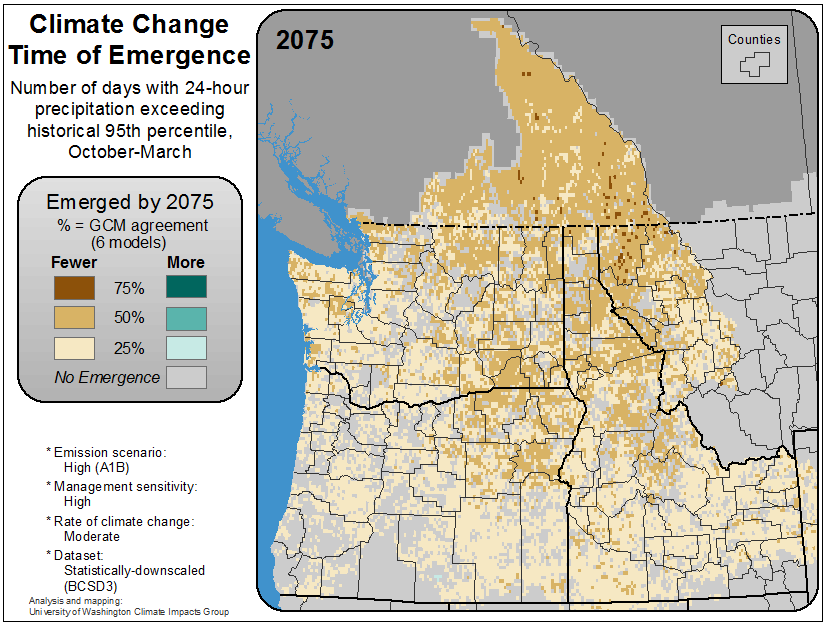 Climate Change
Time of Emergence
Number of days with 24-hour
precipitation exceeding
historical 95th percentile,
October-March
Emerged by 2075
% = GCM agreement
(6 models)
Fewer More
75%
50%
25%
No Emergence
* Emission scenario:
High (A1B)
* Management sensitivity:
High
* Rate of climate change:
Moderate
* Dataset:
Statistically-downscaled
(BCSD3)
Analysis and mapping:
University of Washington Climate Impacts Group
2075
Counties